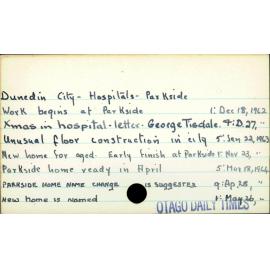 Dunedin City - Hospitals - Parkside
Work begins at Parkside 1: Dec 18, 1962
Xmas in hospital - letter - George Tisdale. 4: D. 27, "
Unusual floor construction in city 5: Jan 22, 1963
New home for aged. Early finish at Parkside 1: Nov 23, "
Parkside home ready in April 5: Mar 18, 1964
PARKSIDE HOME NAME CHANGE IS SUGGESTED 9: Ap. 28, "
New home is named 1: May 26, "
OTAGO DAILY TIMES